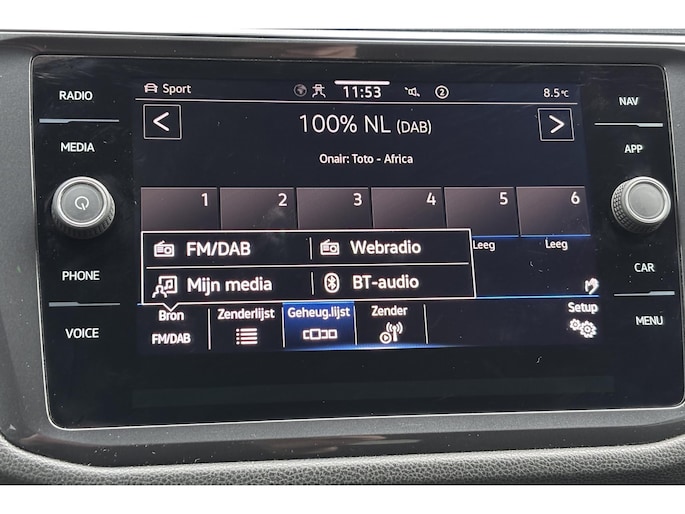 RADIO
MEDIA
PHONE
VOICE
Sport
11:53
2
8.5°C
<
100% NL (DAB)
>
Onair: Toto - Africa
1 2 3 4 5 6
Leeg Leeg
FM/DAB Webradio
Mijn media BT-audio
Bron Zenderlijst Geheug.lijst Zender Setup
FM/DAB
NAV
APP
CAR
MENU